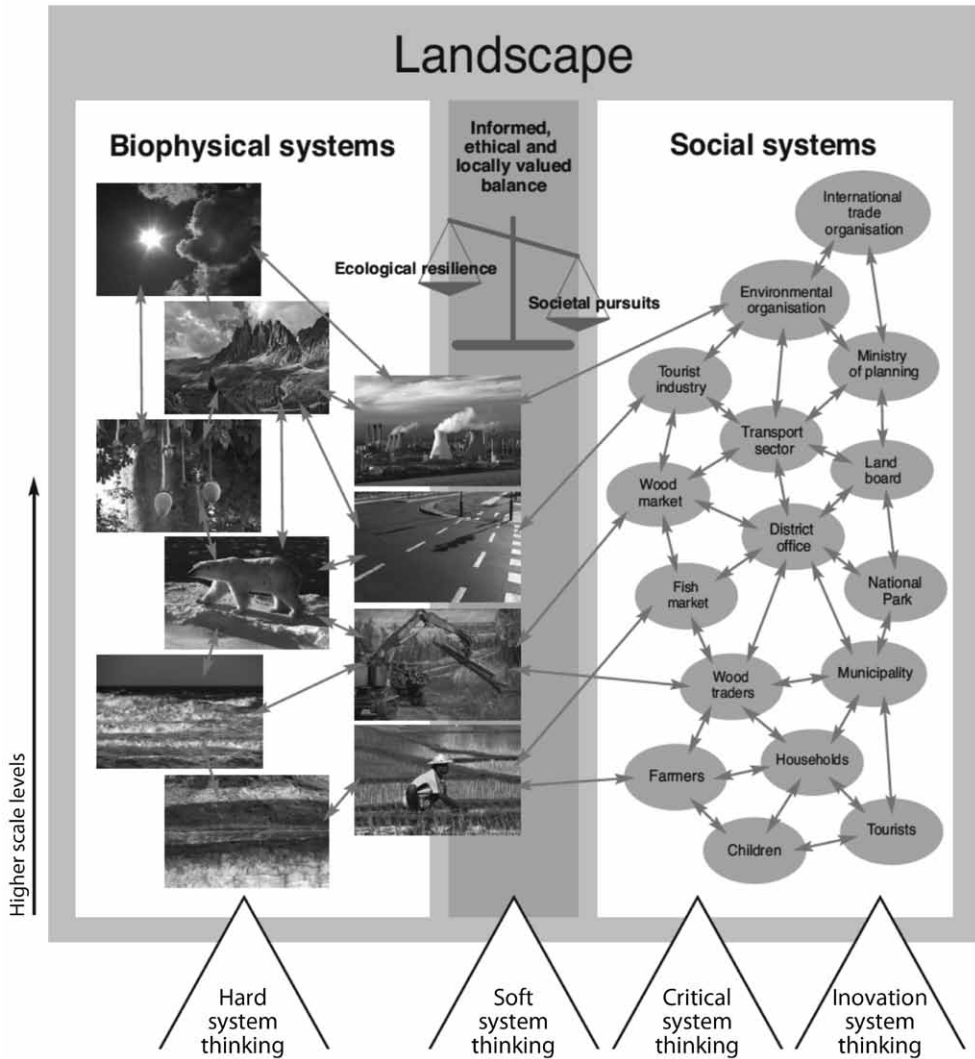 Landscape
Biophysical systems
Informed,
ethical and
locally valued
balance
Ecological resilience
Societal pursuits
Social systems
International
trade
organisation
Environmental
organisation
Ministry
of planning
Tourist
industry
Transport
sector
Land
board
Wood
market
District
office
National
Park
Fish
market
Municipality
Wood
traders
Households
Farmers
Tourists
Children
Higher scale levels
Hard
system
thinking
Soft
system
thinking
Critical
system
thinking
Inovation
system
thinking